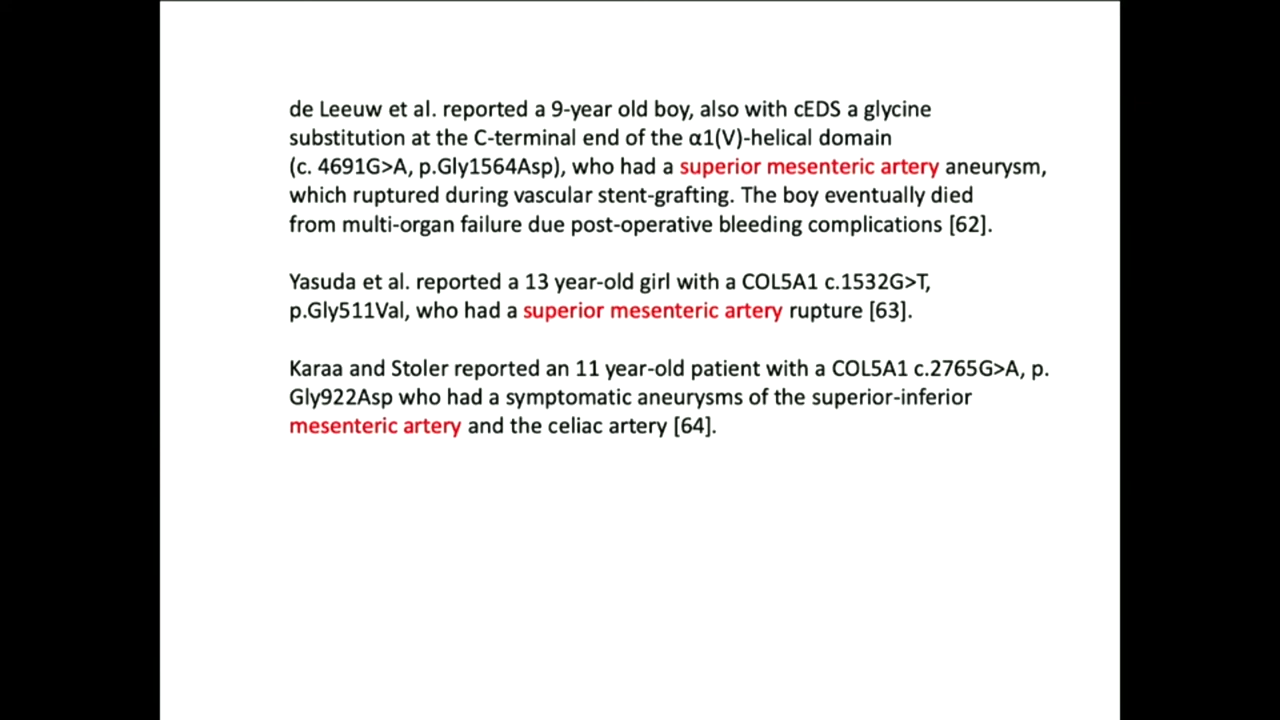 de Leeuw et al. reported a 9-year old boy, also with cEDS a glycine
substitution at the C-terminal end of the α1(V)-helical domain
(c. 4691G>A, p.Gly1564Asp), who had a superior mesenteric artery aneurysm,
which ruptured during vascular stent-grafting. The boy eventually died
from multi-organ failure due post-operative bleeding complications [62].
Yasuda et al. reported a 13 year-old girl with a COL5A1 c.1532G>T,
p.Gly511Val, who had a superior mesenteric artery rupture [63].
Karaa and Stoler reported an 11 year-old patient with a COL5A1 c.2765G>A, p.
Gly922Asp who had a symptomatic aneurysms of the superior-inferior
mesenteric artery and the celiac artery [64].